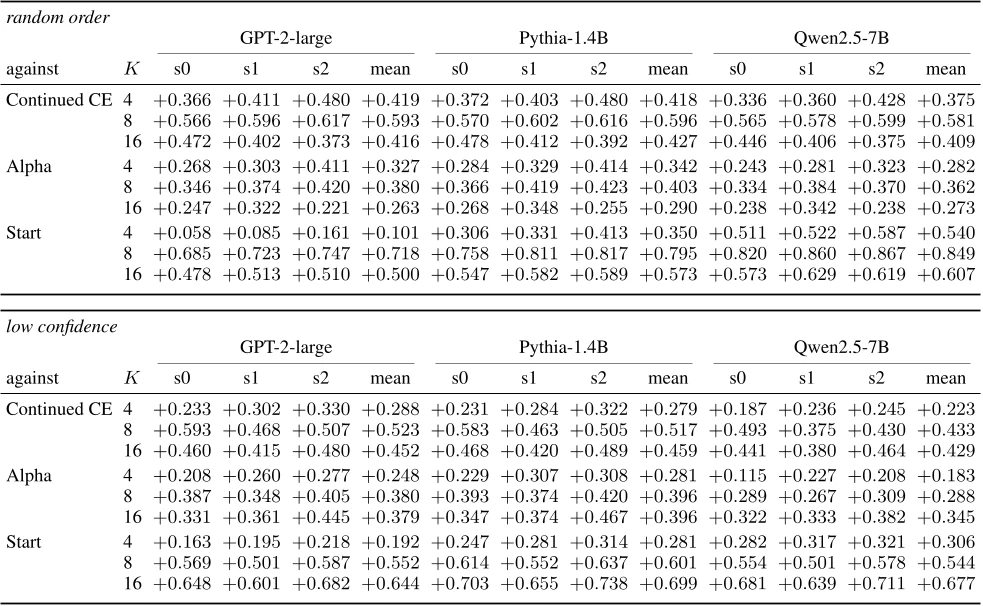 random order
GPT-2-large Pythia-1.4B Qwen2.5-7B
against K s0 s1 s2 mean s0 s1 s2 mean s0 s1 s2 mean
Continued CE 4 +0.366 +0.411 +0.480 +0.419 +0.372 +0.403 +0.480 +0.418 +0.336 +0.360 +0.428 +0.375
8 +0.566 +0.596 +0.617 +0.593 +0.570 +0.602 +0.616 +0.596 +0.565 +0.578 +0.599 +0.581
16 +0.472 +0.402 +0.373 +0.416 +0.478 +0.412 +0.392 +0.427 +0.446 +0.406 +0.375 +0.409
Alpha 4 +0.268 +0.303 +0.411 +0.327 +0.284 +0.329 +0.414 +0.342 +0.243 +0.281 +0.323 +0.282
8 +0.346 +0.374 +0.420 +0.380 +0.366 +0.419 +0.423 +0.403 +0.334 +0.384 +0.370 +0.362
16 +0.247 +0.322 +0.221 +0.263 +0.268 +0.348 +0.255 +0.290 +0.238 +0.342 +0.238 +0.273
Start 4 +0.058 +0.085 +0.161 +0.101 +0.306 +0.331 +0.413 +0.350 +0.511 +0.522 +0.587 +0.540
8 +0.685 +0.723 +0.747 +0.718 +0.758 +0.811 +0.817 +0.795 +0.820 +0.860 +0.867 +0.849
16 +0.478 +0.513 +0.510 +0.500 +0.547 +0.582 +0.589 +0.573 +0.573 +0.629 +0.619 +0.607
low confidence
GPT-2-large Pythia-1.4B Qwen2.5-7B
against K s0 s1 s2 mean s0 s1 s2 mean s0 s1 s2 mean
Continued CE 4 +0.233 +0.302 +0.330 +0.288 +0.231 +0.284 +0.322 +0.279 +0.187 +0.236 +0.245 +0.223
8 +0.593 +0.468 +0.507 +0.523 +0.583 +0.463 +0.505 +0.517 +0.493 +0.375 +0.430 +0.433
16 +0.460 +0.415 +0.480 +0.452 +0.468 +0.420 +0.489 +0.459 +0.441 +0.380 +0.464 +0.429
Alpha 4 +0.208 +0.260 +0.277 +0.248 +0.229 +0.307 +0.308 +0.281 +0.115 +0.227 +0.208 +0.183
8 +0.387 +0.348 +0.405 +0.380 +0.393 +0.374 +0.420 +0.396 +0.289 +0.267 +0.309 +0.288
16 +0.331 +0.361 +0.445 +0.379 +0.347 +0.374 +0.467 +0.396 +0.322 +0.333 +0.382 +0.345
Start 4 +0.163 +0.195 +0.218 +0.192 +0.247 +0.281 +0.314 +0.281 +0.282 +0.317 +0.321 +0.306
8 +0.569 +0.501 +0.587 +0.552 +0.614 +0.552 +0.637 +0.601 +0.554 +0.501 +0.578 +0.544
16 +0.648 +0.601 +0.682 +0.644 +0.703 +0.655 +0.738 +0.699 +0.681 +0.639 +0.711 +0.677